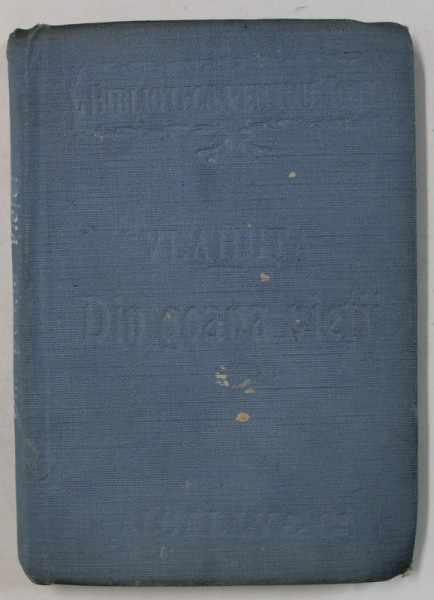 BIBLIOTECA PENTRU TOȚI
VLAHUȚĂ
Din goana vieții
ALCALAY & Co